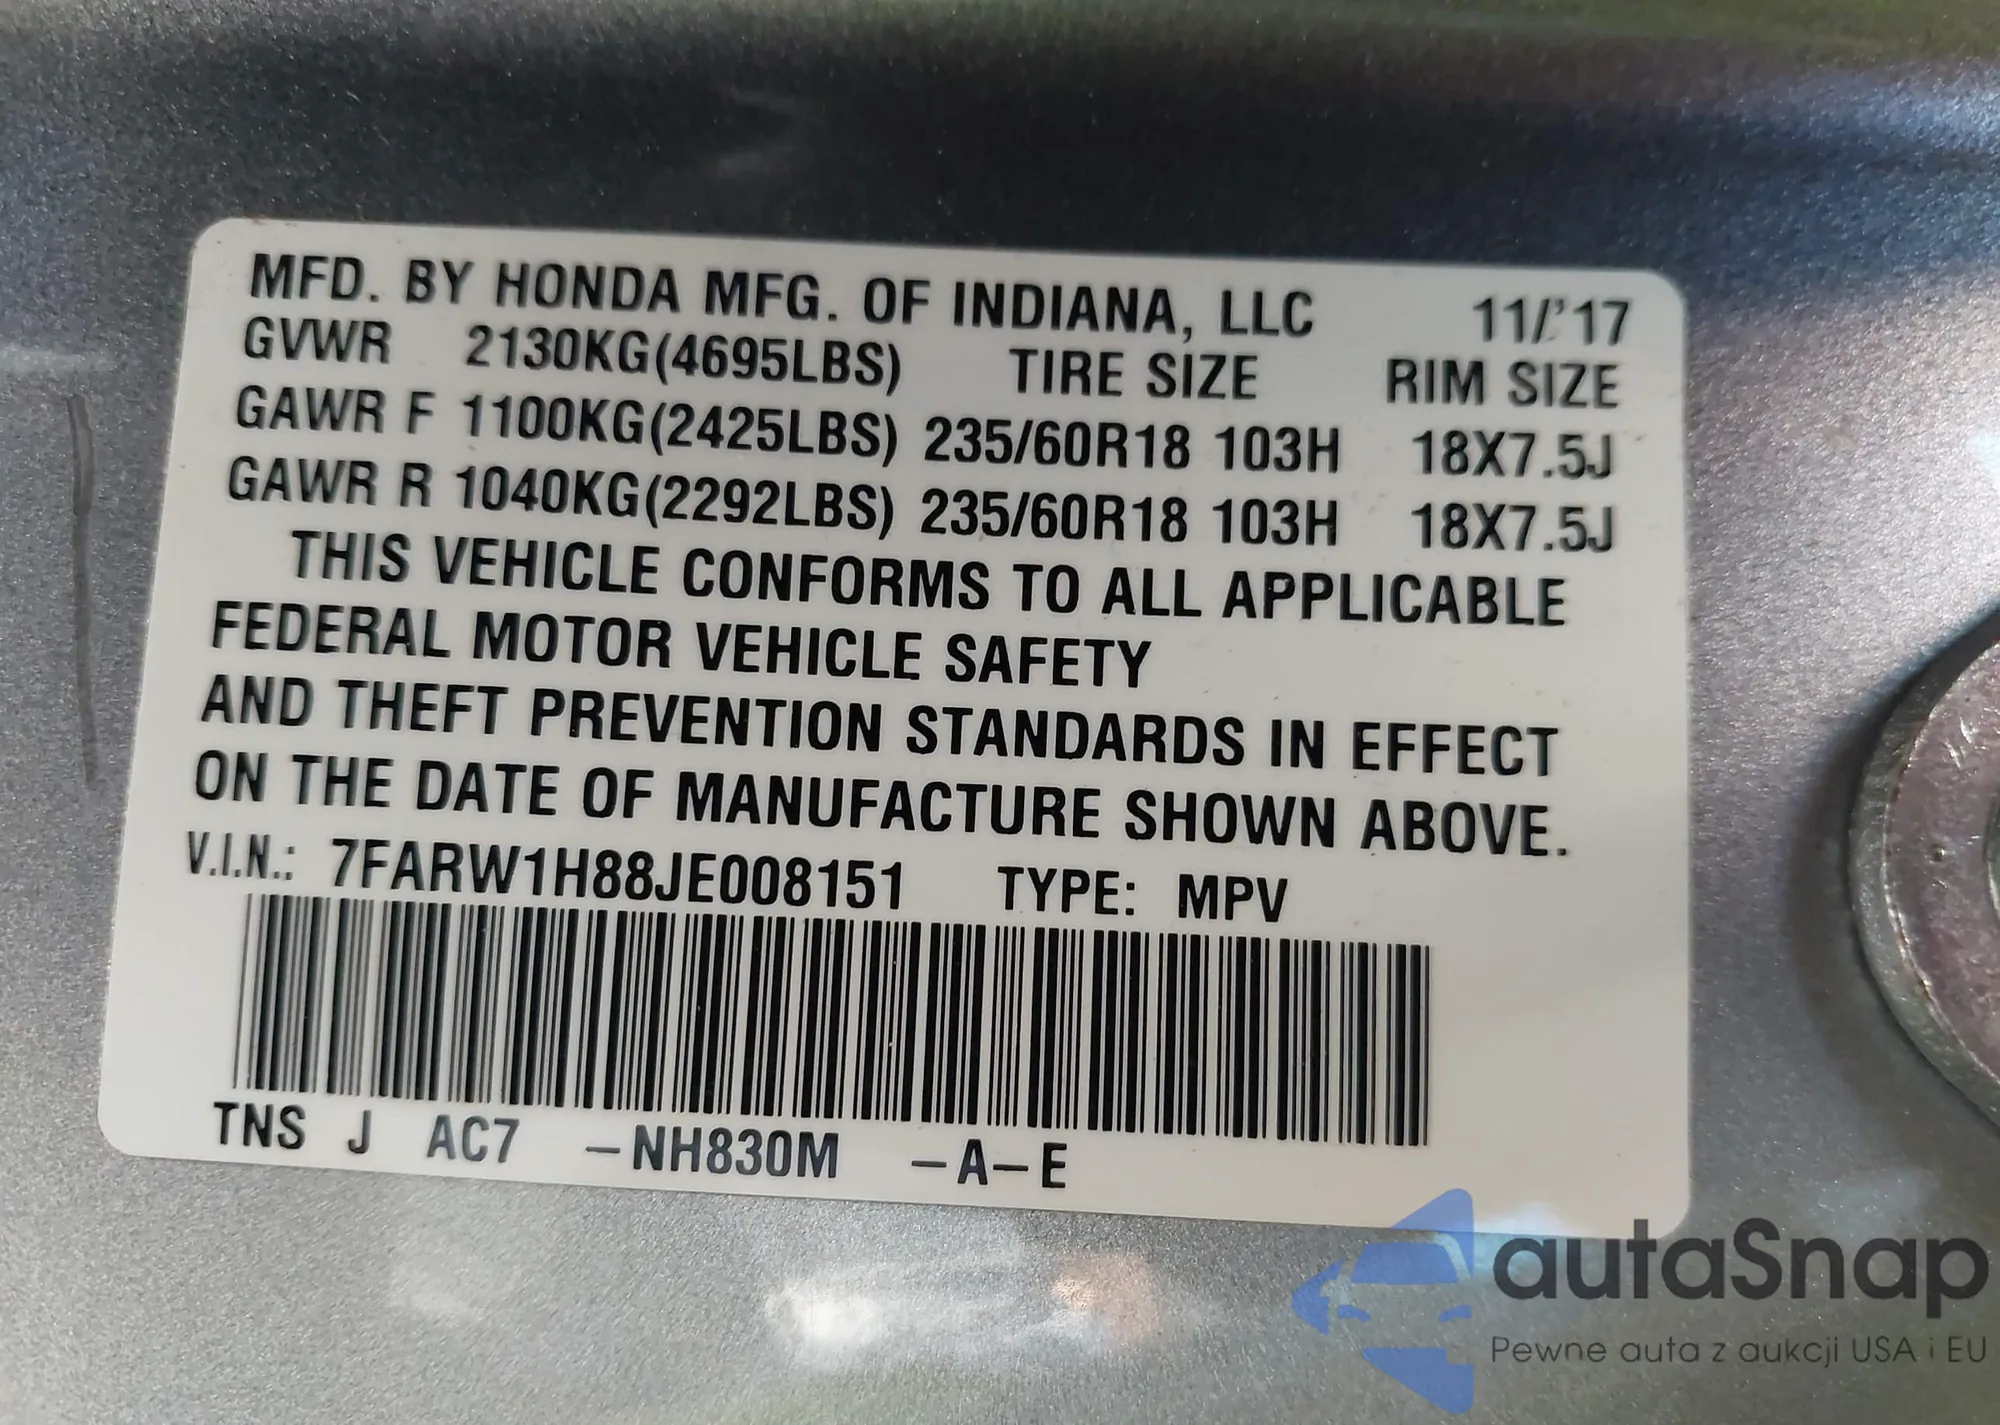 MFD. BY HONDA MFG. OF INDIANA, LLC 11/'17
GVWR 2130KG(4695LBS) TIRE SIZE RIM SIZE
GAWR F 1100KG(2425LBS) 235/60R18 103H 18X7.5J
GAWR R 1040KG(2292LBS) 235/60R18 103H 18X7.5J
THIS VEHICLE CONFORMS TO ALL APPLICABLE
FEDERAL MOTOR VEHICLE SAFETY
AND THEFT PREVENTION STANDARDS IN EFFECT
ON THE DATE OF MANUFACTURE SHOWN ABOVE.
V.I.N.: 7FARW1H88JE008151 TYPE: MPV
TNS J AC7 -NH830M -A-E
autaSnap
Pewne auta z aukcji USA i EU